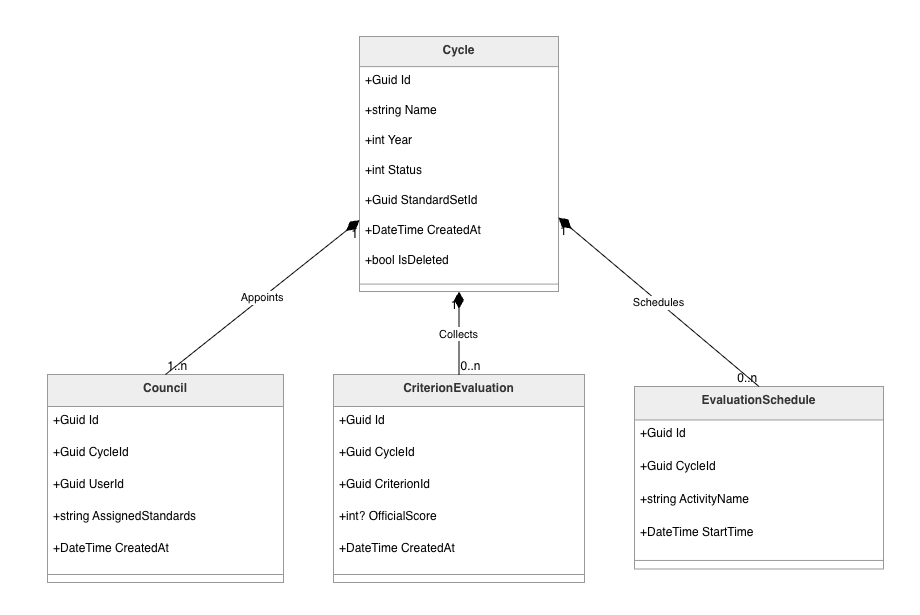 Cycle
+Guid Id
+string Name
+int Year
+int Status
+Guid StandardSetId
+DateTime CreatedAt
+bool IsDeleted
1
1
1
Appoints
Collects
Schedules
1..n
0..n
0..n
Council
+Guid Id
+Guid CycleId
+Guid UserId
+string AssignedStandards
+DateTime CreatedAt
CriterionEvaluation
+Guid Id
+Guid CycleId
+Guid CriterionId
+int? OfficialScore
+DateTime CreatedAt
EvaluationSchedule
+Guid Id
+Guid CycleId
+string ActivityName
+DateTime StartTime